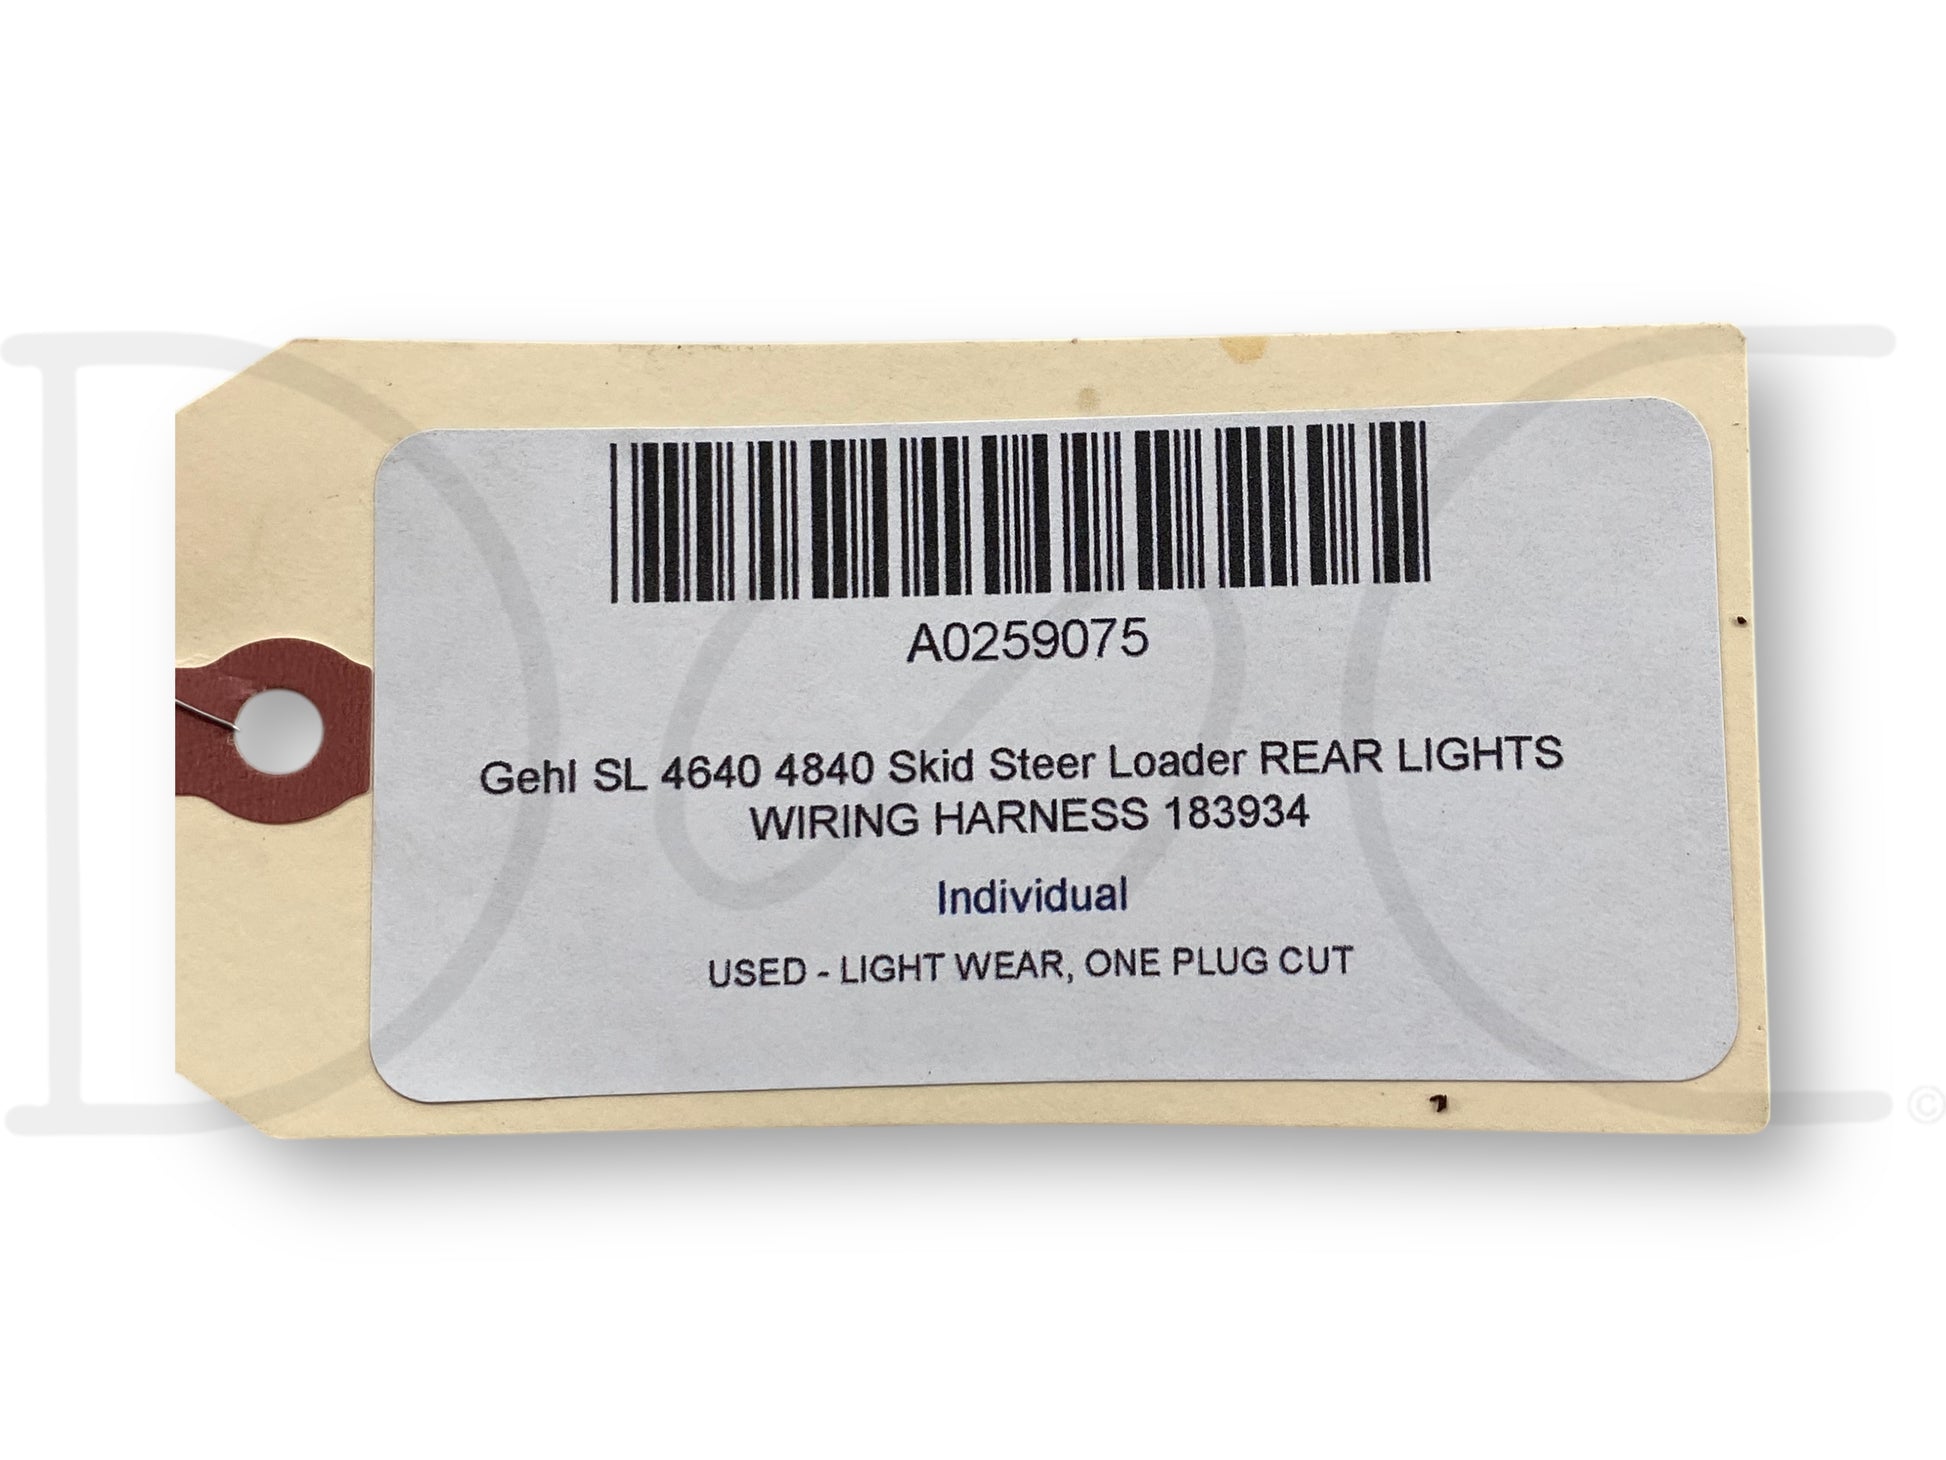 A0259075
Gehl SL 4640 4840 Skid Steer Loader REAR LIGHTS
WIRING HARNESS 183934
Individual
USED - LIGHT WEAR, ONE PLUG CUT
D C ©